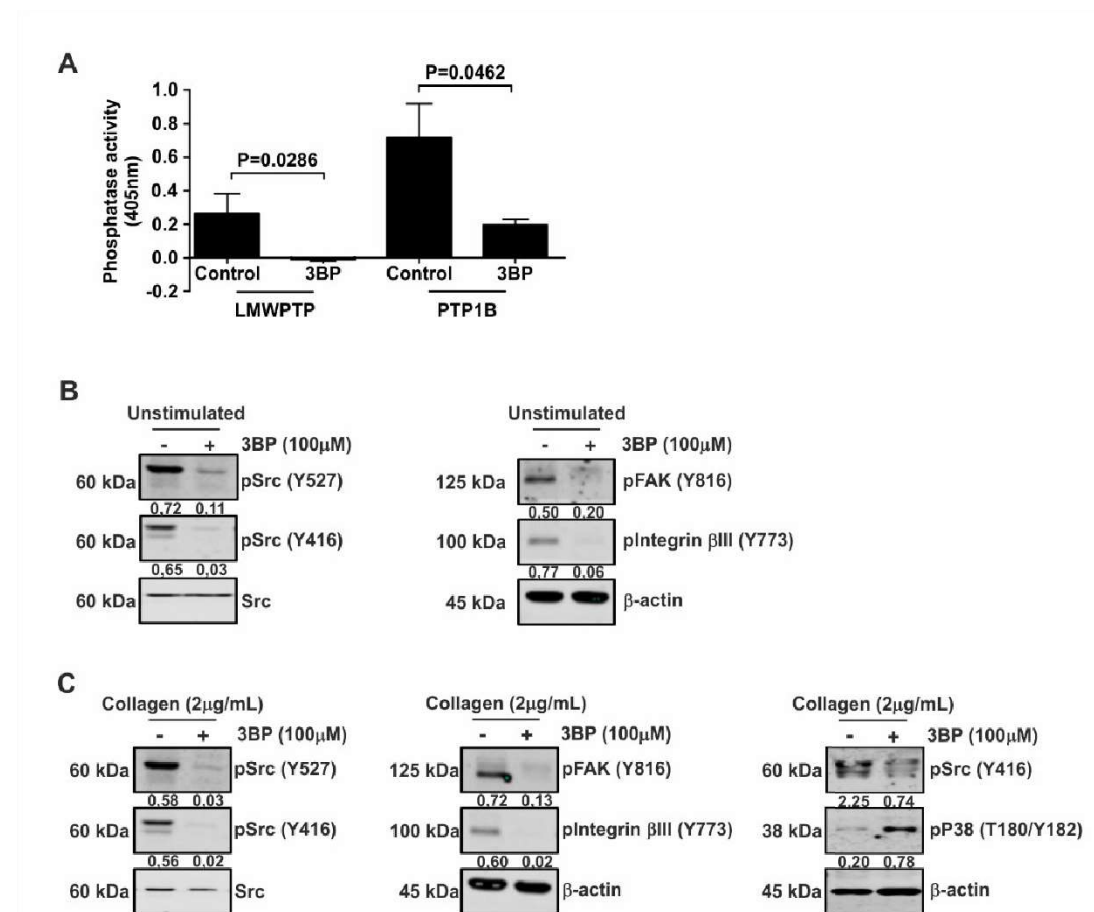 A
P=0.0462
P=0.0286
Phosphatase activity
(405nm)
1.0
0.8
0.6
0.4
0.2
0.0
-0.2
Control 3BP Control 3BP
LMWPTP PTP1B
B
Unstimulated
- + 3BP (100µM)
60 kDa pSrc (Y527)
0,72 0,11
60 kDa pSrc (Y416)
0,65 0,03
60 kDa Src
Unstimulated
- + 3BP (100µM)
125 kDa pFAK (Y816)
0,50 0,20
100 kDa pIntegrin βIII (Y773)
0,77 0,06
45 kDa β-actin
C
Collagen (2µg/mL)
- + 3BP (100µM)
60 kDa pSrc (Y527)
0,58 0,03
60 kDa pSrc (Y416)
0,56 0,02
60 kDa Src
Collagen (2µg/mL)
- + 3BP (100µM)
125 kDa pFAK (Y816)
0,72 0,13
100 kDa pIntegrin βIII (Y773)
0,60 0,02
45 kDa β-actin
Collagen (2µg/mL)
- + 3BP (100µM)
60 kDa pSrc (Y416)
2,25 0,74
38 kDa pP38 (T180/Y182)
0,20 0,78
45 kDa β-actin